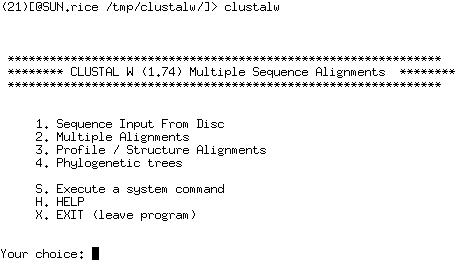 (21)[@SUN.rice /tmp/clustalw/]> clustalw
**************************************************************
******** CLUSTAL W (1.74) Multiple Sequence Alignments ********
**************************************************************
1. Sequence Input From Disc
2. Multiple Alignments
3. Profile / Structure Alignments
4. Phylogenetic trees
S. Execute a system command
H. HELP
X. EXIT (leave program)
Your choice: